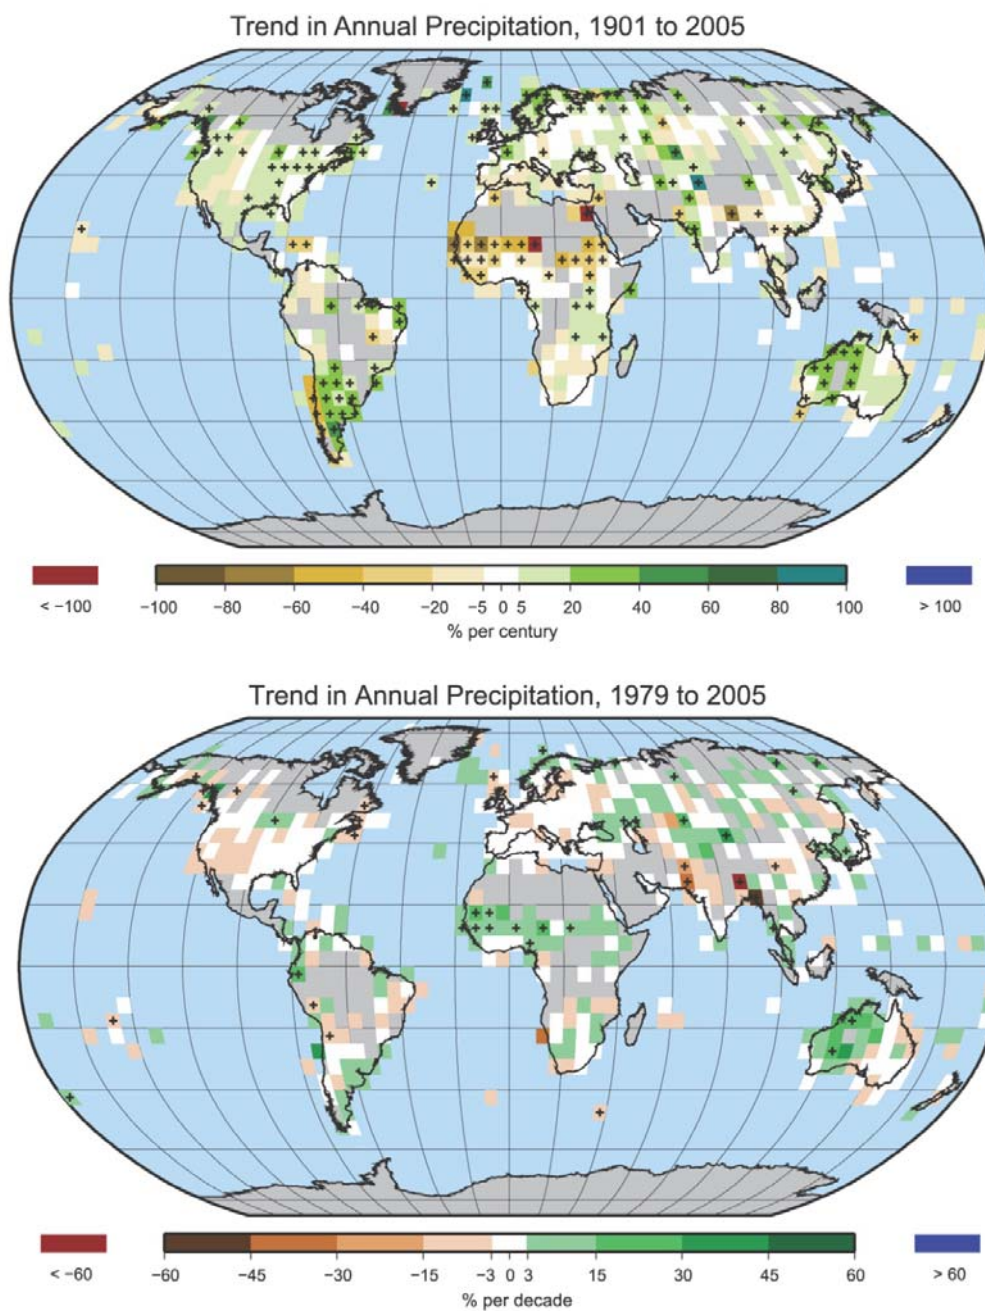 Trend in Annual Precipitation, 1901 to 2005
< −100 −100 −80 −60 −40 −20 −5 0 5 20 40 60 80 100 > 100
% per century
Trend in Annual Precipitation, 1979 to 2005
< −60 −60 −45 −30 −15 −3 0 3 15 30 45 60 > 60
% per decade